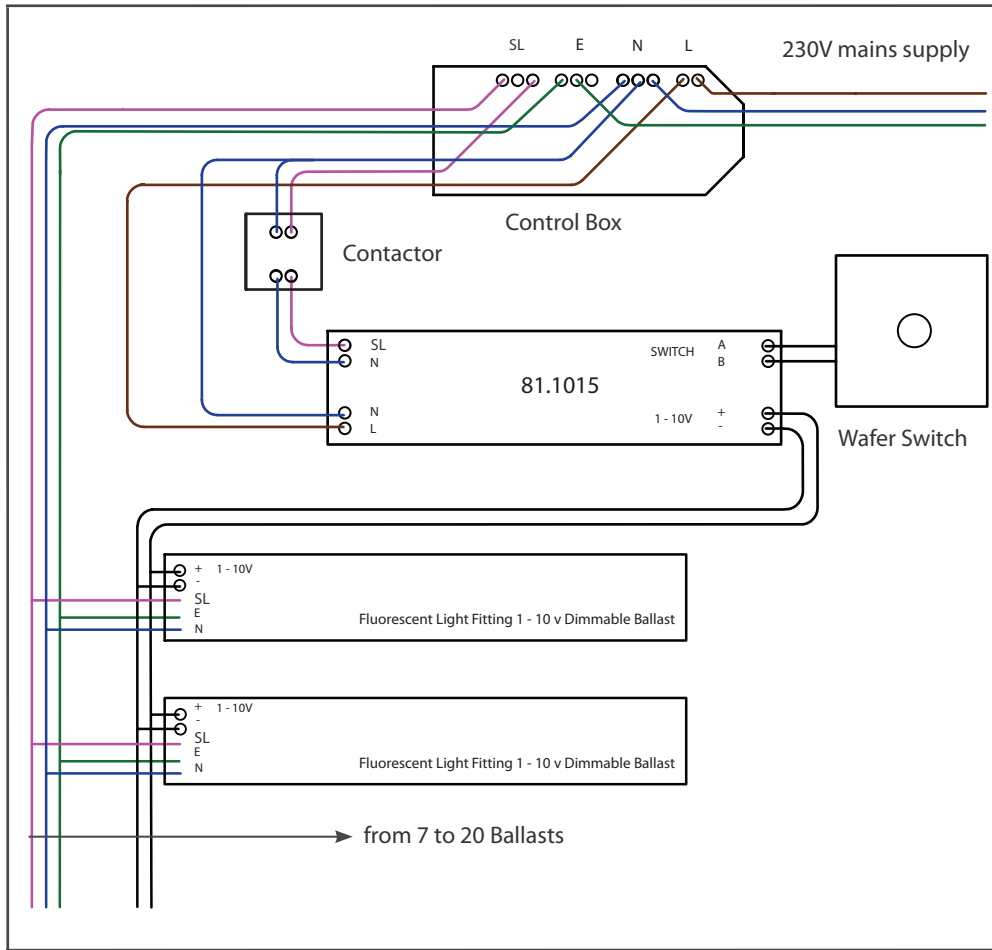 SL E N L
230V mains supply
Control Box
Contactor
SL
N
N
L
81.1015
SWITCH A
B
1 - 10V +
-
Wafer Switch
+ 1 - 10V
-
SL
E
N
Fluorescent Light Fitting 1 - 10 v Dimmable Ballast
+ 1 - 10V
-
SL
E
N
Fluorescent Light Fitting 1 - 10 v Dimmable Ballast
from 7 to 20 Ballasts